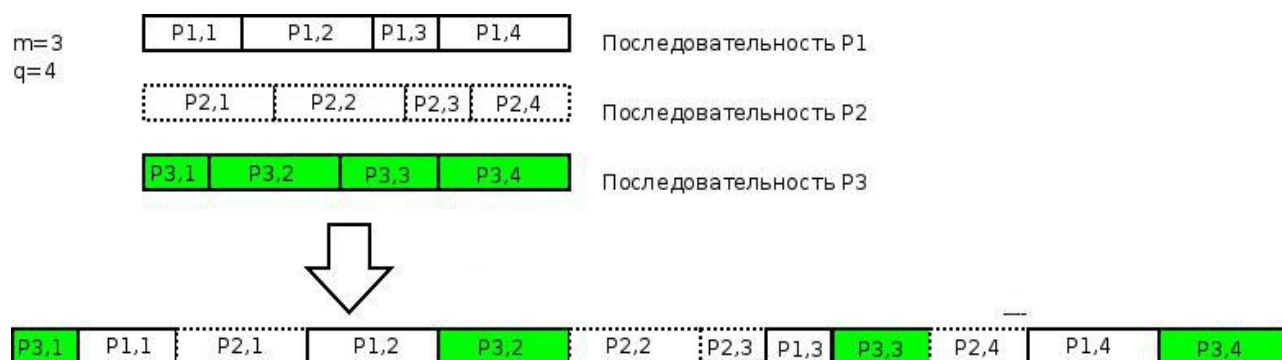 m=3
q=4
P1,1 P1,2 P1,3 P1,4 Последовательность P1
P2,1 P2,2 P2,3 P2,4 Последовательность P2
P3,1 P3,2 P3,3 P3,4 Последовательность P3
P3,1 P1,1 P2,1 P1,2 P3,2 P2,2 P2,3 P1,3 P3,3 P2,4 P1,4 P3,4